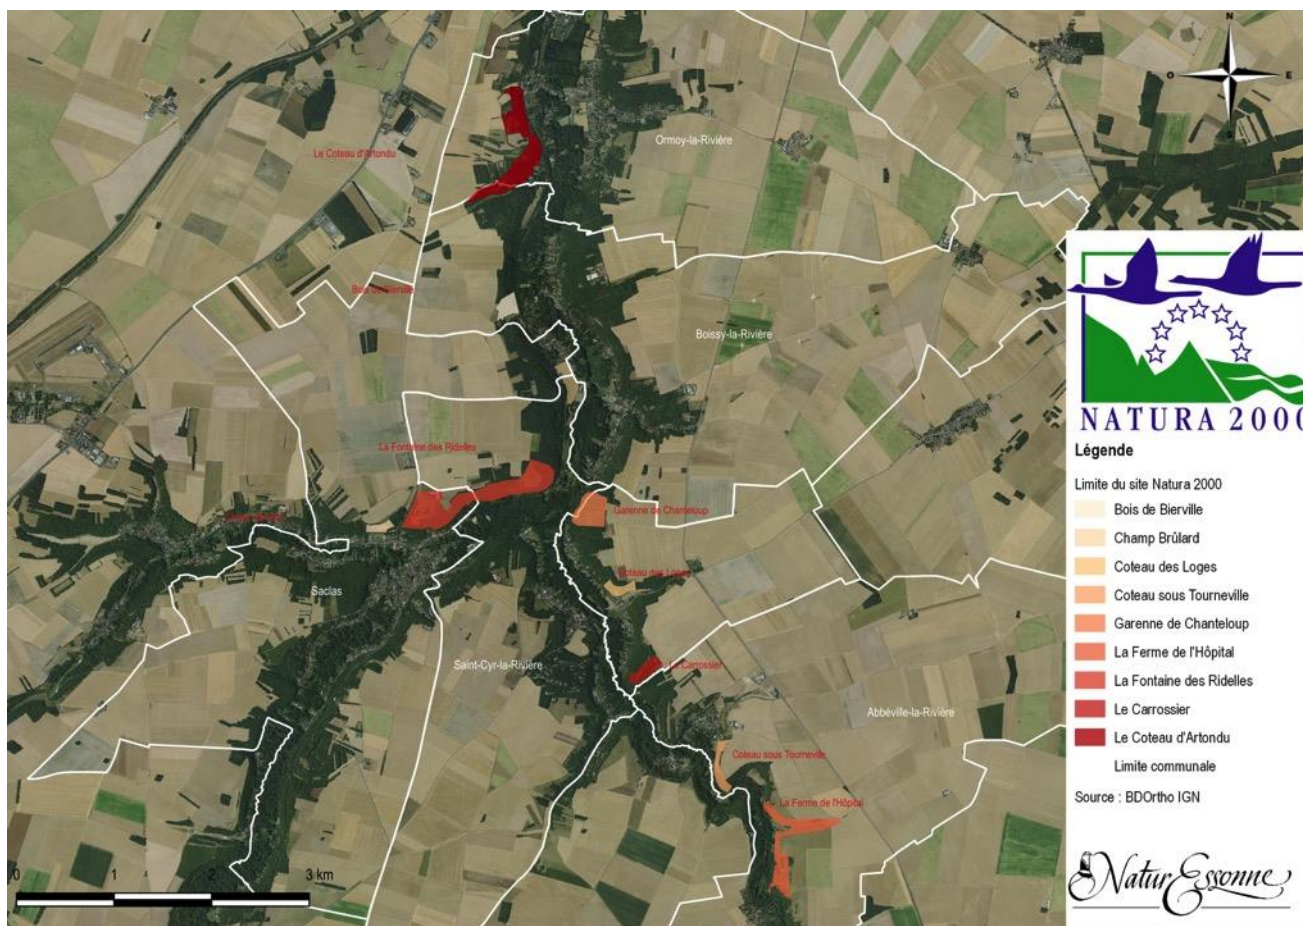 N
O
E
S
Ormoy-la-Rivière
Le Coteau d'Artondu
Bois de Bierville
Boissy-la-Rivière
La Fontaine des Ridelles
Garenne de Chanteloup
Coteau des Loges
Saclas
Saint-Cyr-la-Rivière
Le Carrossier
Abbéville-la-Rivière
Coteau sous Tourneville
La Ferme de l'Hôpital
0 1 2 3 km
NATURA 2000
Légende
Limite du site Natura 2000
Bois de Bierville
Champ Brûlard
Coteau des Loges
Coteau sous Tourneville
Garenne de Chanteloup
La Ferme de l'Hôpital
La Fontaine des Ridelles
Le Carrossier
Le Coteau d'Artondu
Limite communale
Source : BDOrtho IGN
NaturEssonne